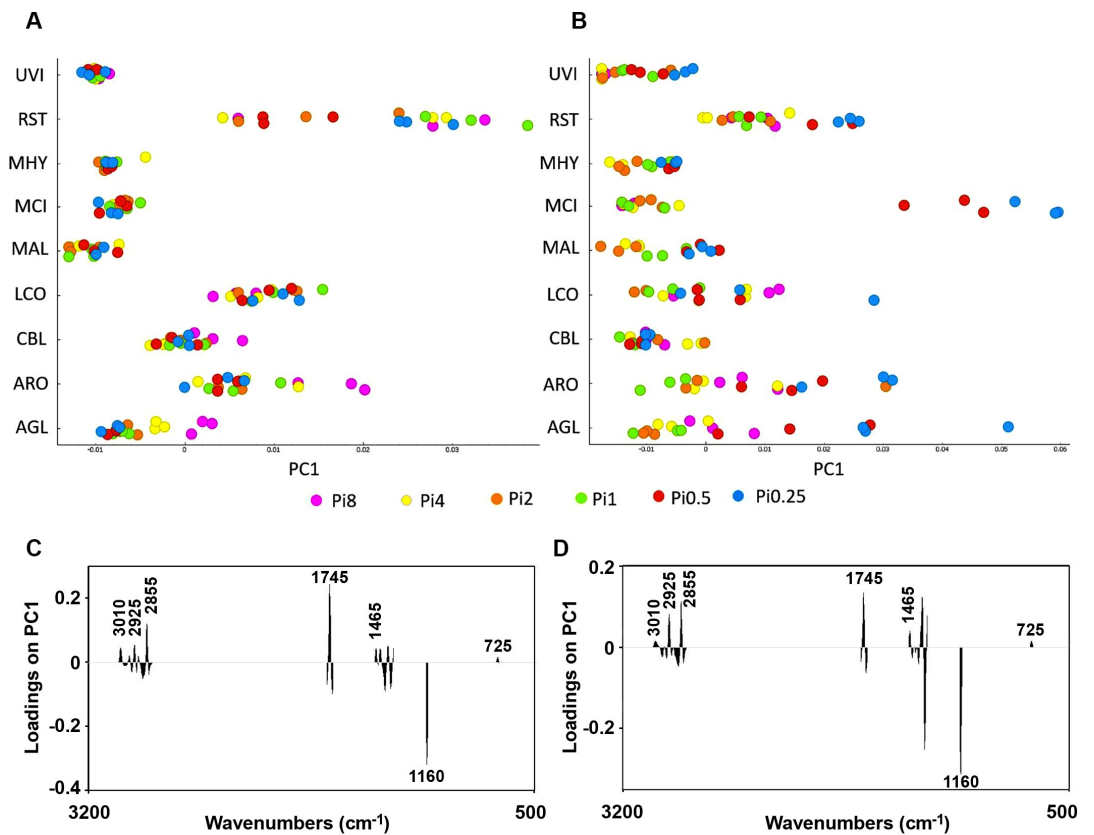 A
B
UVI
RST
MHY
MCI
MAL
LCO
CBL
ARO
AGL
-0.01 0 0.01 0.02 0.03
PC1
UVI
RST
MHY
MCI
MAL
LCO
CBL
ARO
AGL
-0.01 0 0.01 0.02 0.03 0.04 0.05 0.06
PC1
Pi8 Pi4 Pi2 Pi1 Pi0.5 Pi0.25
C
Loadings on PC1
0.2
0
-0.2
-0.4
3010
2925
2855
1745
1465
1160
725
3200 500
Wavenumbers (cm-1)
D
Loadings on PC1
0.2
0
-0.2
3010
2925
2855
1745
1465
1160
725
3200 500
Wavenumbers (cm-1)